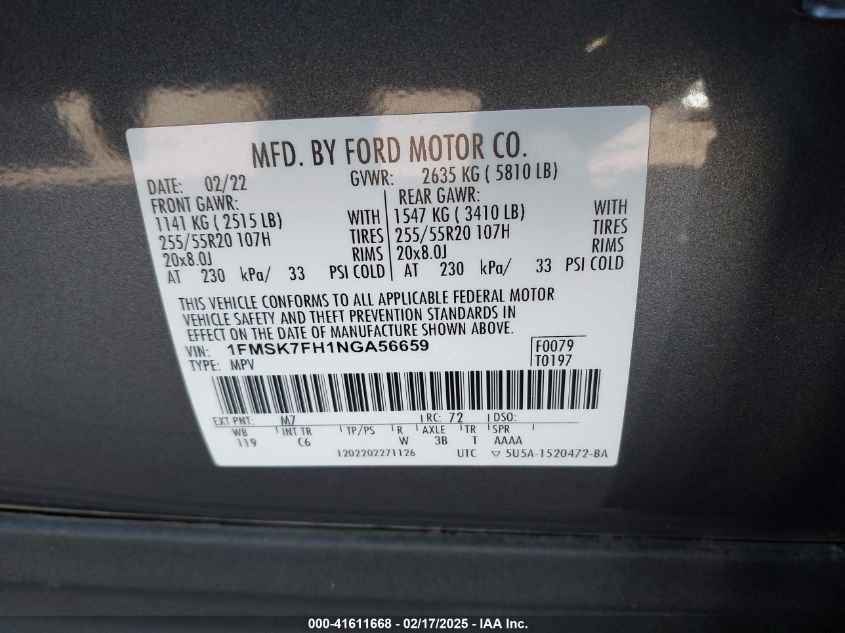 MFD. BY FORD MOTOR CO.
DATE: 02/22 GVWR: 2635 KG ( 5810 LB)
FRONT GAWR: REAR GAWR:
1141 KG ( 2515 LB) WITH 1547 KG ( 3410 LB) WITH
255/55R20 107H TIRES 255/55R20 107H TIRES
20x8.0J RIMS 20x8.0J RIMS
AT 230 kPa/ 33 PSI COLD AT 230 kPa/ 33 PSI COLD
THIS VEHICLE CONFORMS TO ALL APPLICABLE FEDERAL MOTOR
VEHICLE SAFETY AND THEFT PREVENTION STANDARDS IN
EFFECT ON THE DATE OF MANUFACTURE SHOWN ABOVE.
VIN: 1FMSK7FH1NGA56659 F0079
TYPE: MPV T0197
EXT PNT: M7 RC: 72 DSO:
WB INT TR TP/PS R AXLE TR SPR
119 C6 W 3B T AAAA
1202202271126 UTC ▽ 5U5A-1520472-BA
000-41611668 - 02/17/2025 - IAA Inc.